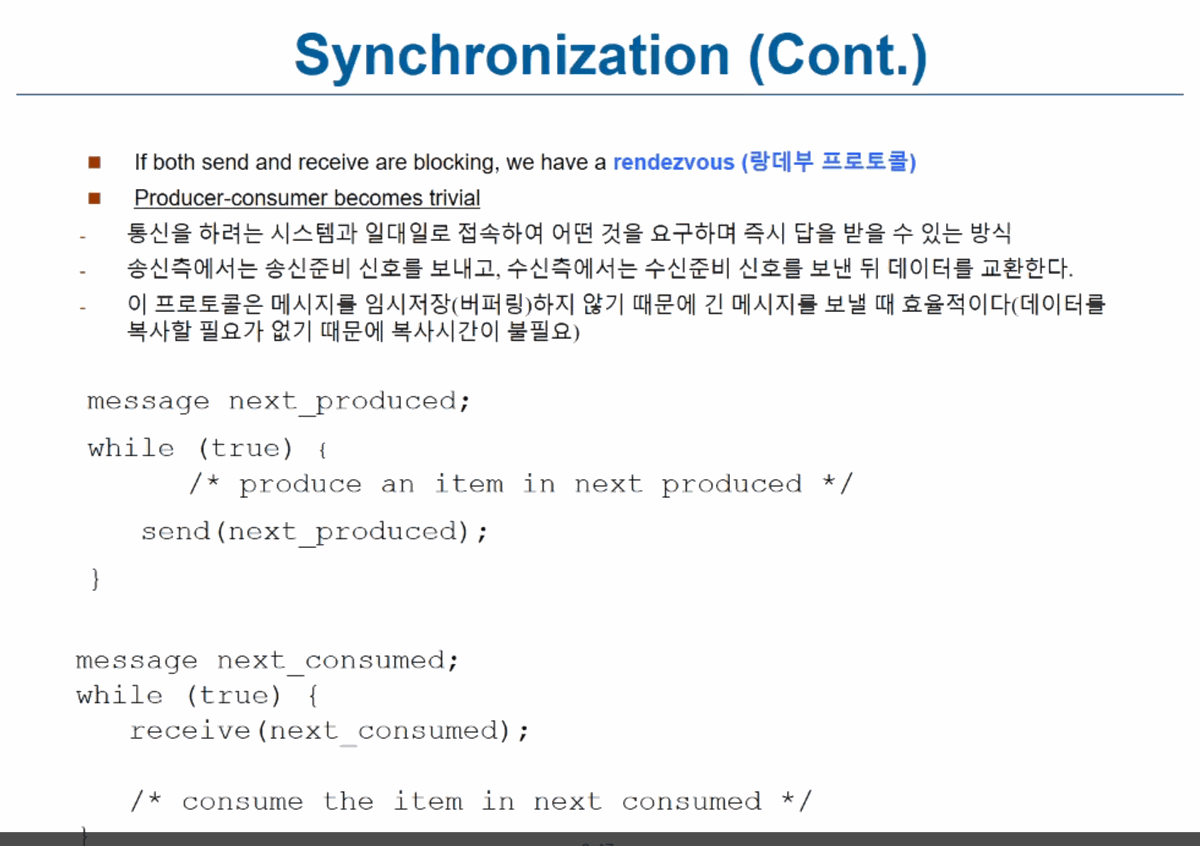 Synchronization (Cont.)
If both send and receive are blocking, we have a rendezvous (랑데부 프로토콜)
Producer-consumer becomes trivial
- 통신을 하려는 시스템과 일대일로 접속하여 어떤 것을 요구하며 즉시 답을 받을 수 있는 방식
- 송신측에서는 송신준비 신호를 보내고, 수신측에서는 수신준비 신호를 보낸 뒤 데이터를 교환한다.
- 이 프로토콜은 메시지를 임시저장(버퍼링)하지 않기 때문에 긴 메시지를 보낼 때 효율적이다(데이터를
복사할 필요가 없기 때문에 복사시간이 불필요)
message next_produced;
while (true) {
/* produce an item in next produced */
send(next_produced);
}
message next_consumed;
while (true) {
receive(next_consumed);
/* consume the item in next consumed */
}